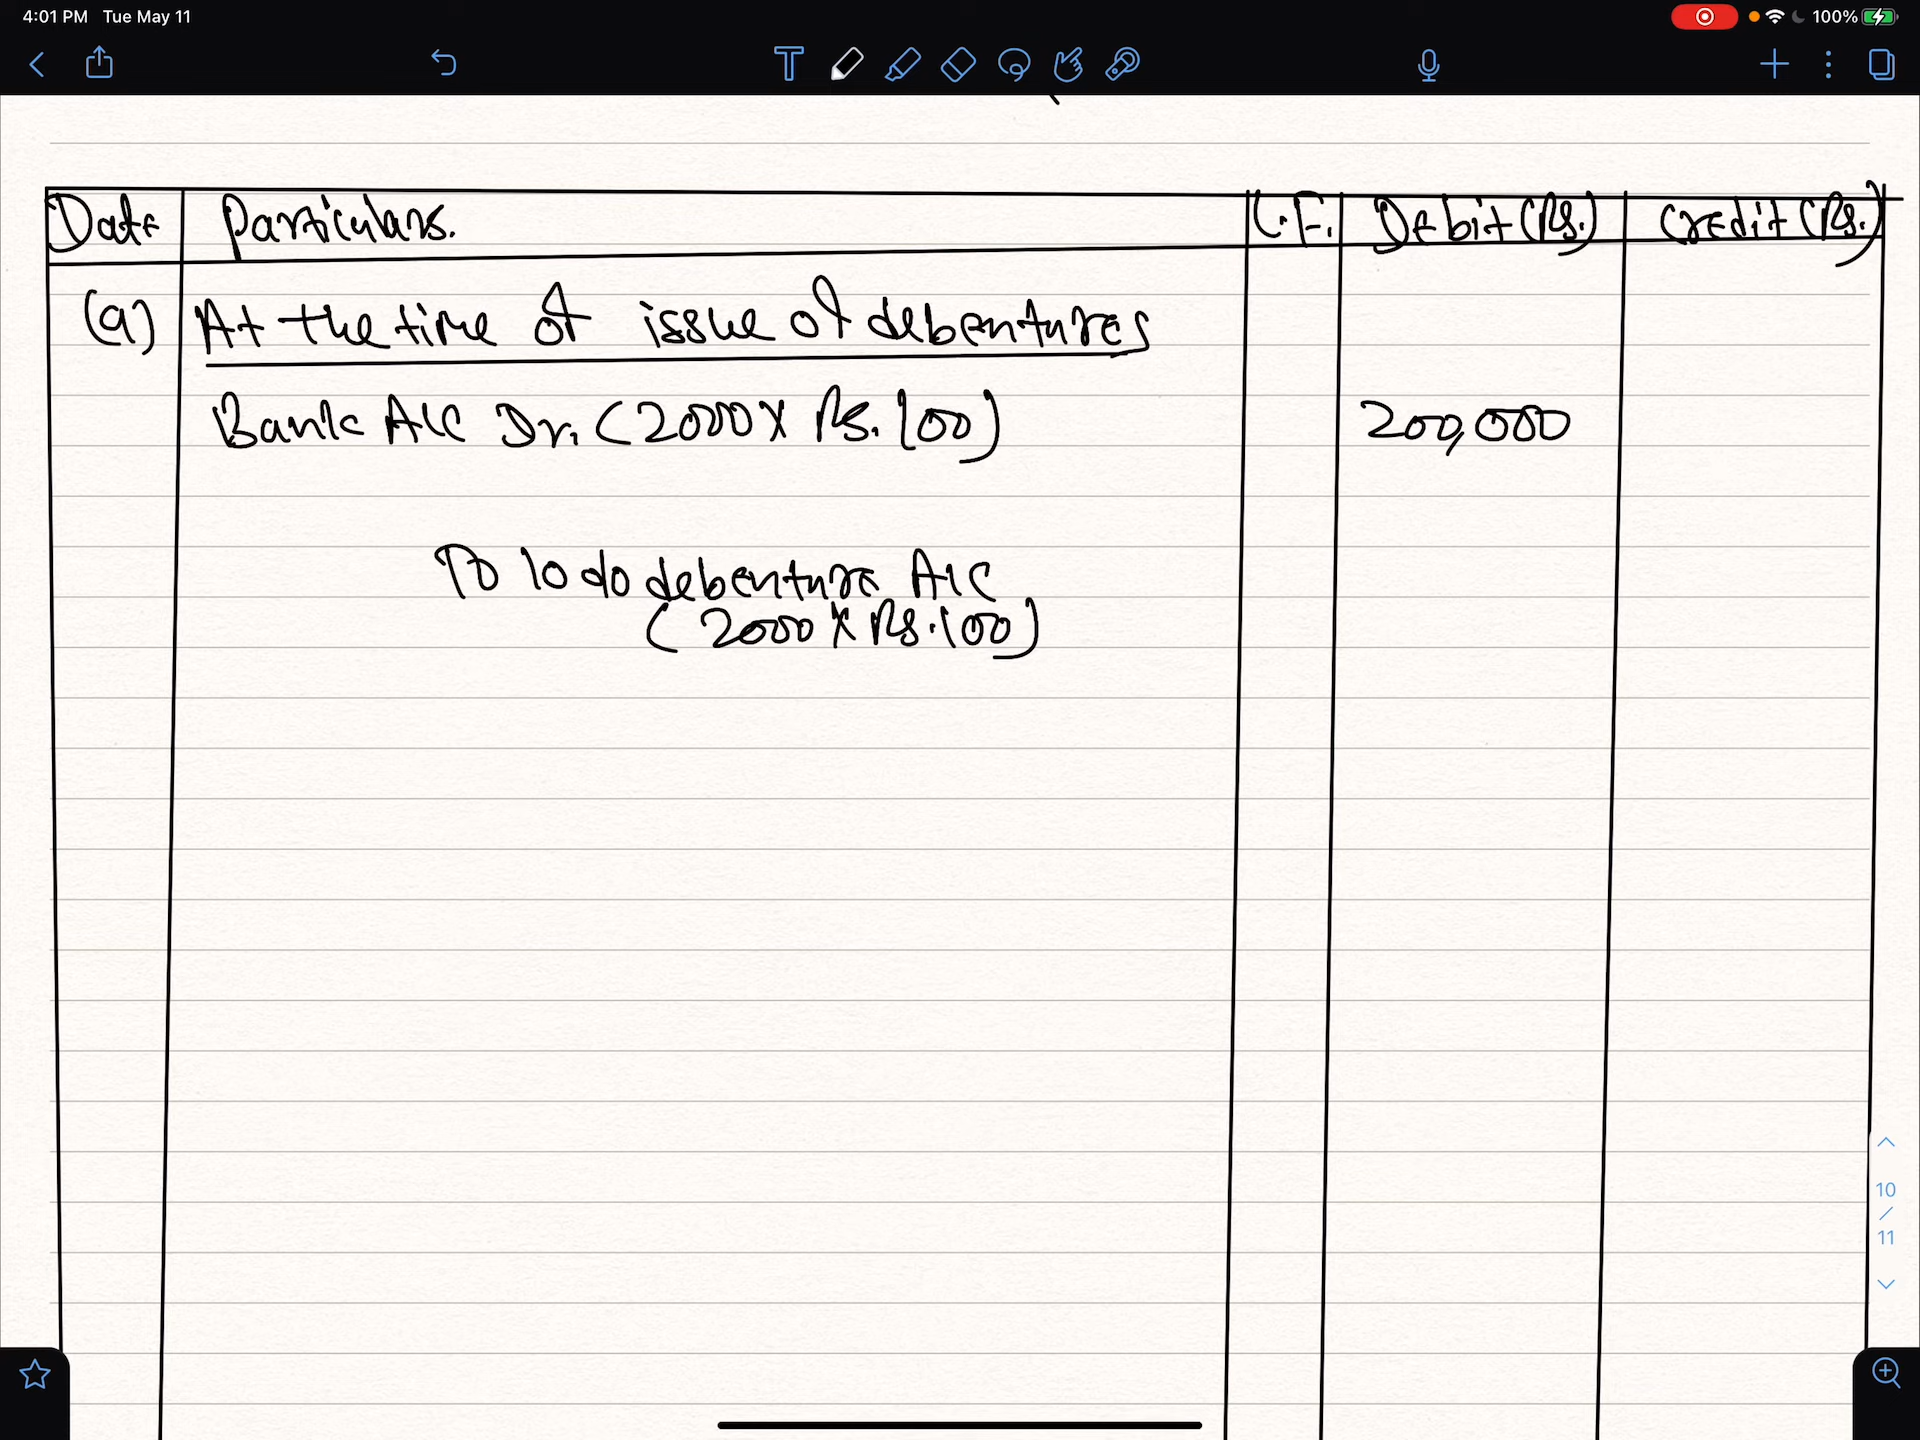 4:01 PM Tue May 11
100%
Date Particulars. L.F. Debit (Rs.) Credit (Rs.)
(a) At the time of issue of debentures
Bank A/C Dr. (2000 X Rs. 100) 200,000
To 10% debenture A/C
(2000 X Rs. 100)
10
/
11